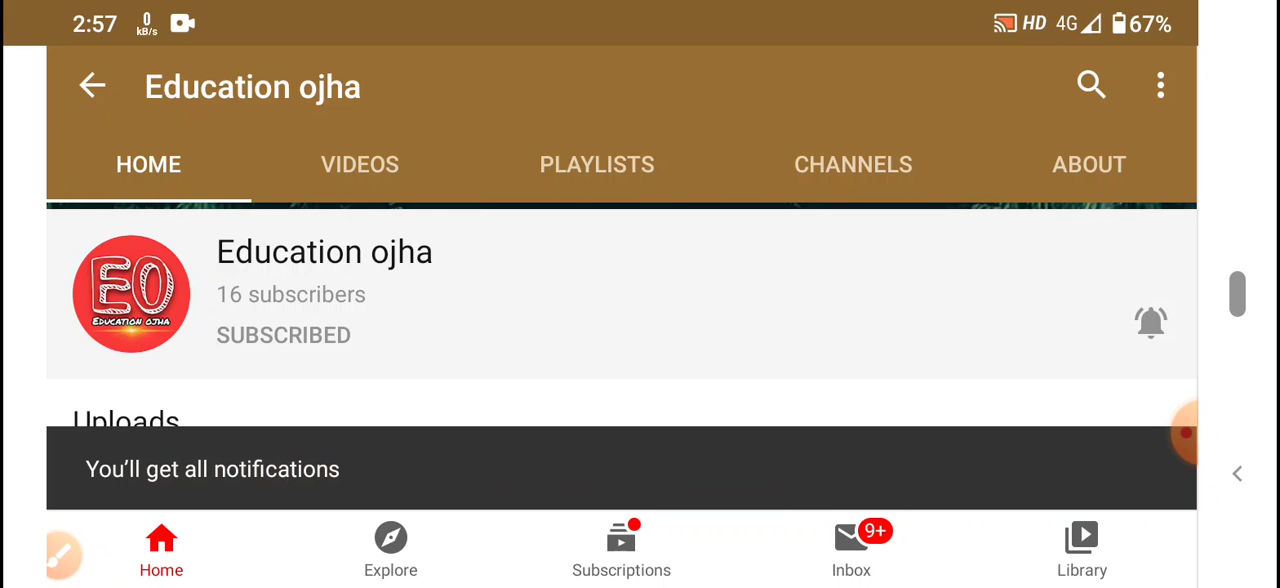 2:57 0 kB/s HD 4G 67%
Education ojha
HOME VIDEOS PLAYLISTS CHANNELS ABOUT
EO
EDUCATION OJHA
Education ojha
16 subscribers
SUBSCRIBED
Uploads
You'll get all notifications
9+
Home Explore Subscriptions Inbox Library